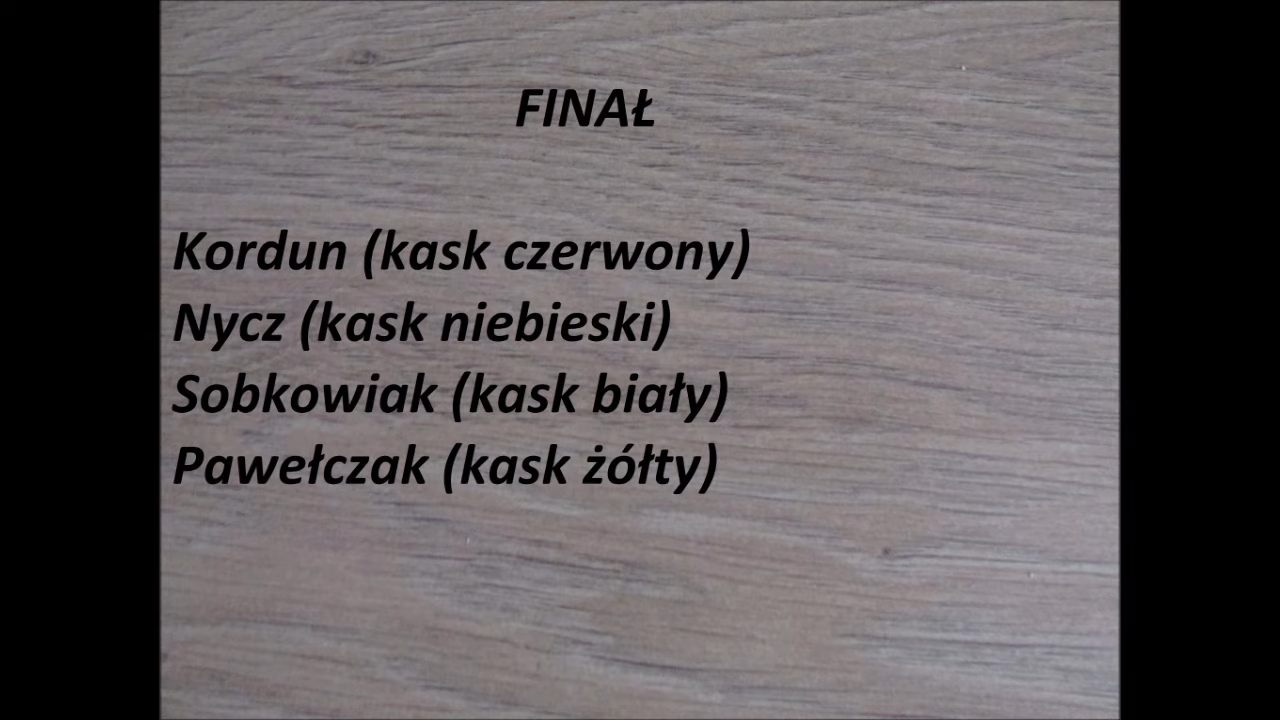 FINAŁ
Kordun (kask czerwony)
Nycz (kask niebieski)
Sobkowiak (kask biały)
Pawełczak (kask żółty)